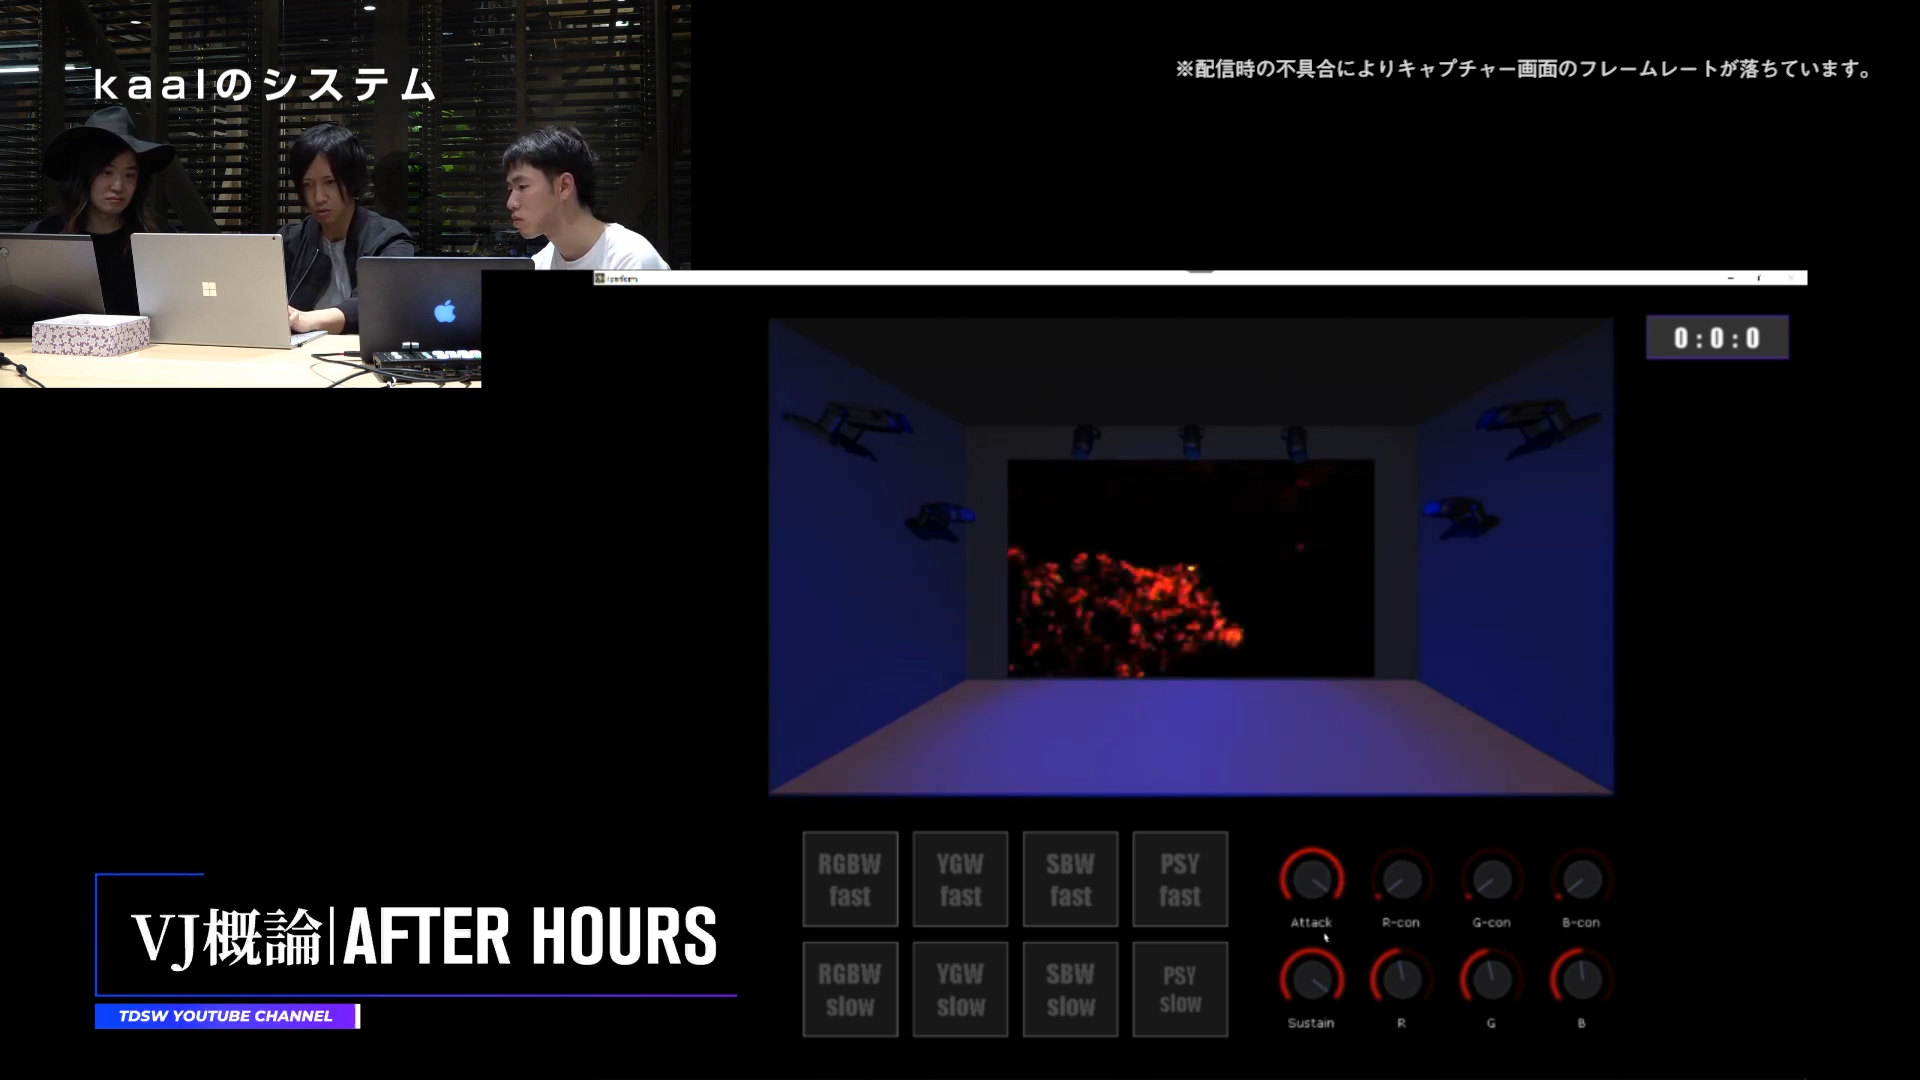 kaalのシステム
※配信時の不具合によりキャプチャー画面のフレームレートが落ちています。
/perform
0:0:0
RGBW fast
YGW fast
SBW fast
PSY fast
RGBW slow
YGW slow
SBW slow
PSY slow
Attack
R-con
G-con
B-con
Sustain
R
G
B
VJ概論|AFTER HOURS
TDSW YOUTUBE CHANNEL